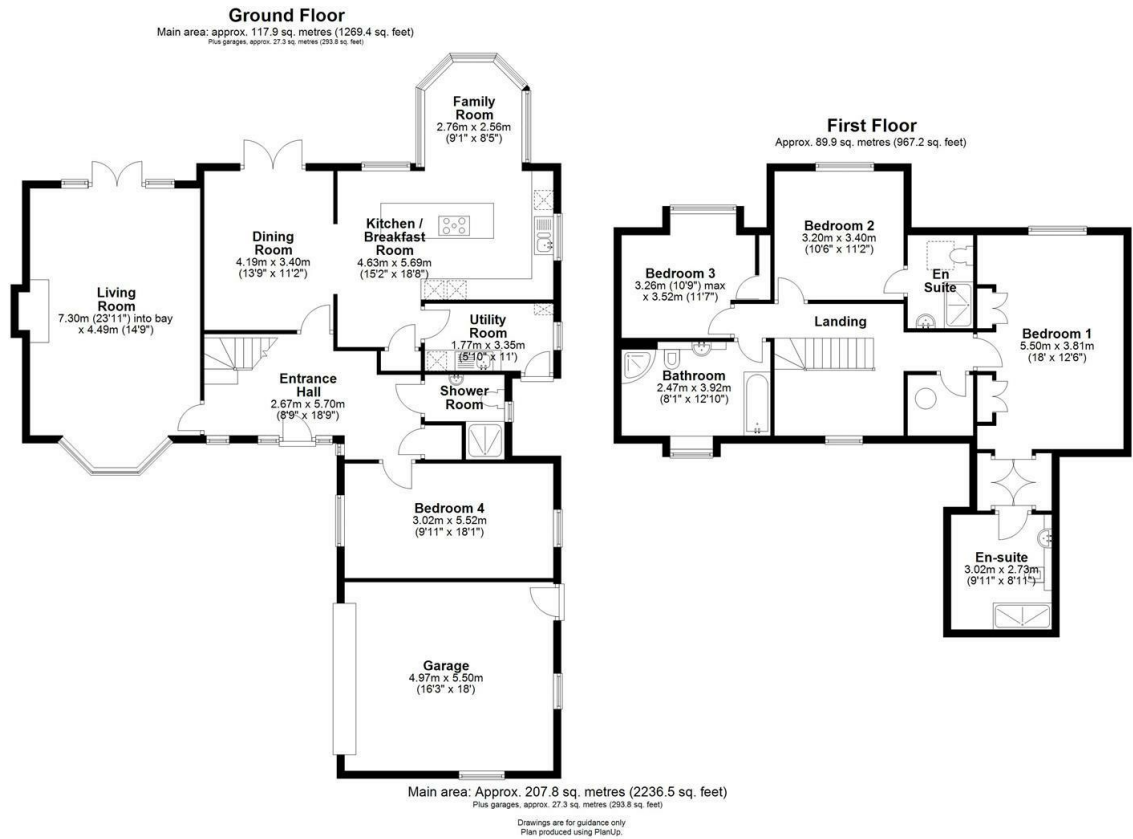 Ground Floor
Main area: approx. 117.9 sq. metres (1269.4 sq. feet)
Plus garages, approx. 27.3 sq. metres (293.8 sq. feet)
Family
Room
2.76m x 2.56m
(9'1" x 8'5")
Dining
Room
4.19m x 3.40m
(13'9" x 11'2")
Kitchen /
Breakfast
Room
4.63m x 5.69m
(15'2" x 18'8")
Living
Room
7.30m (23'11") into bay
x 4.49m (14'9")
Utility
Room
1.77m x 3.35m
(5'10" x 11')
Entrance
Hall
2.67m x 5.70m
(8'9" x 18'9")
Shower
Room
Bedroom 4
3.02m x 5.52m
(9'11" x 18'1")
Garage
4.97m x 5.50m
(16'3" x 18')
First Floor
Approx. 89.9 sq. metres (967.2 sq. feet)
Bedroom 2
3.20m x 3.40m
(10'6" x 11'2")
Bedroom 3
3.26m (10'9") max
x 3.52m (11'7")
En
Suite
Landing
Bedroom 1
5.50m x 3.81m
(18' x 12'6")
Bathroom
2.47m x 3.92m
(8'1" x 12'10")
En-suite
3.02m x 2.73m
(9'11" x 8'11")
Main area: Approx. 207.8 sq. metres (2236.5 sq. feet)
Plus garages, approx. 27.3 sq. metres (293.8 sq. feet)
Drawings are for guidance only
Plan produced using PlanUp.